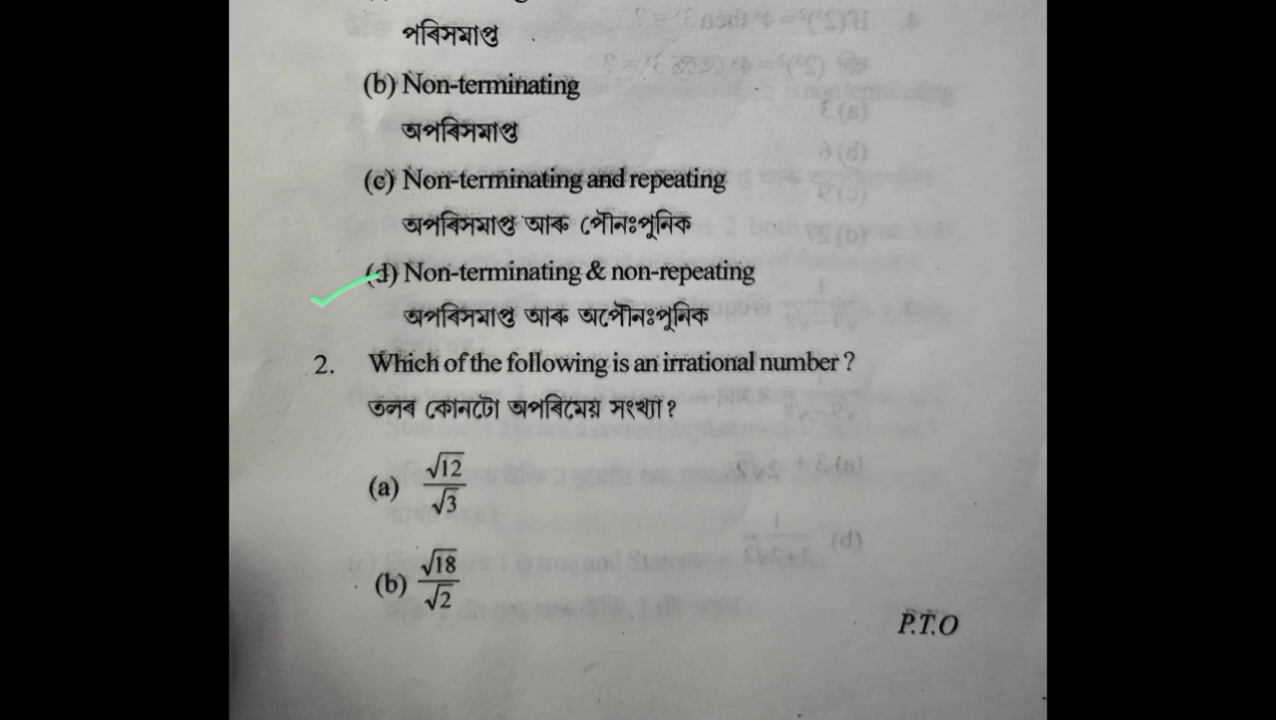 পৰিসমাপ্ত
(b) Non-terminating
অপৰিসমাপ্ত
(c) Non-terminating and repeating
অপৰিসমাপ্ত আৰু পৌনঃপূনিক
(d) Non-terminating & non-repeating
অপৰিসমাপ্ত আৰু অপৌনঃপূনিক
2. Which of the following is an irrational number ?
তলৰ কোনটো অপৰিমেয় সংখ্যা ?
(a) √12/√3
(b) √18/√2
P.T.O